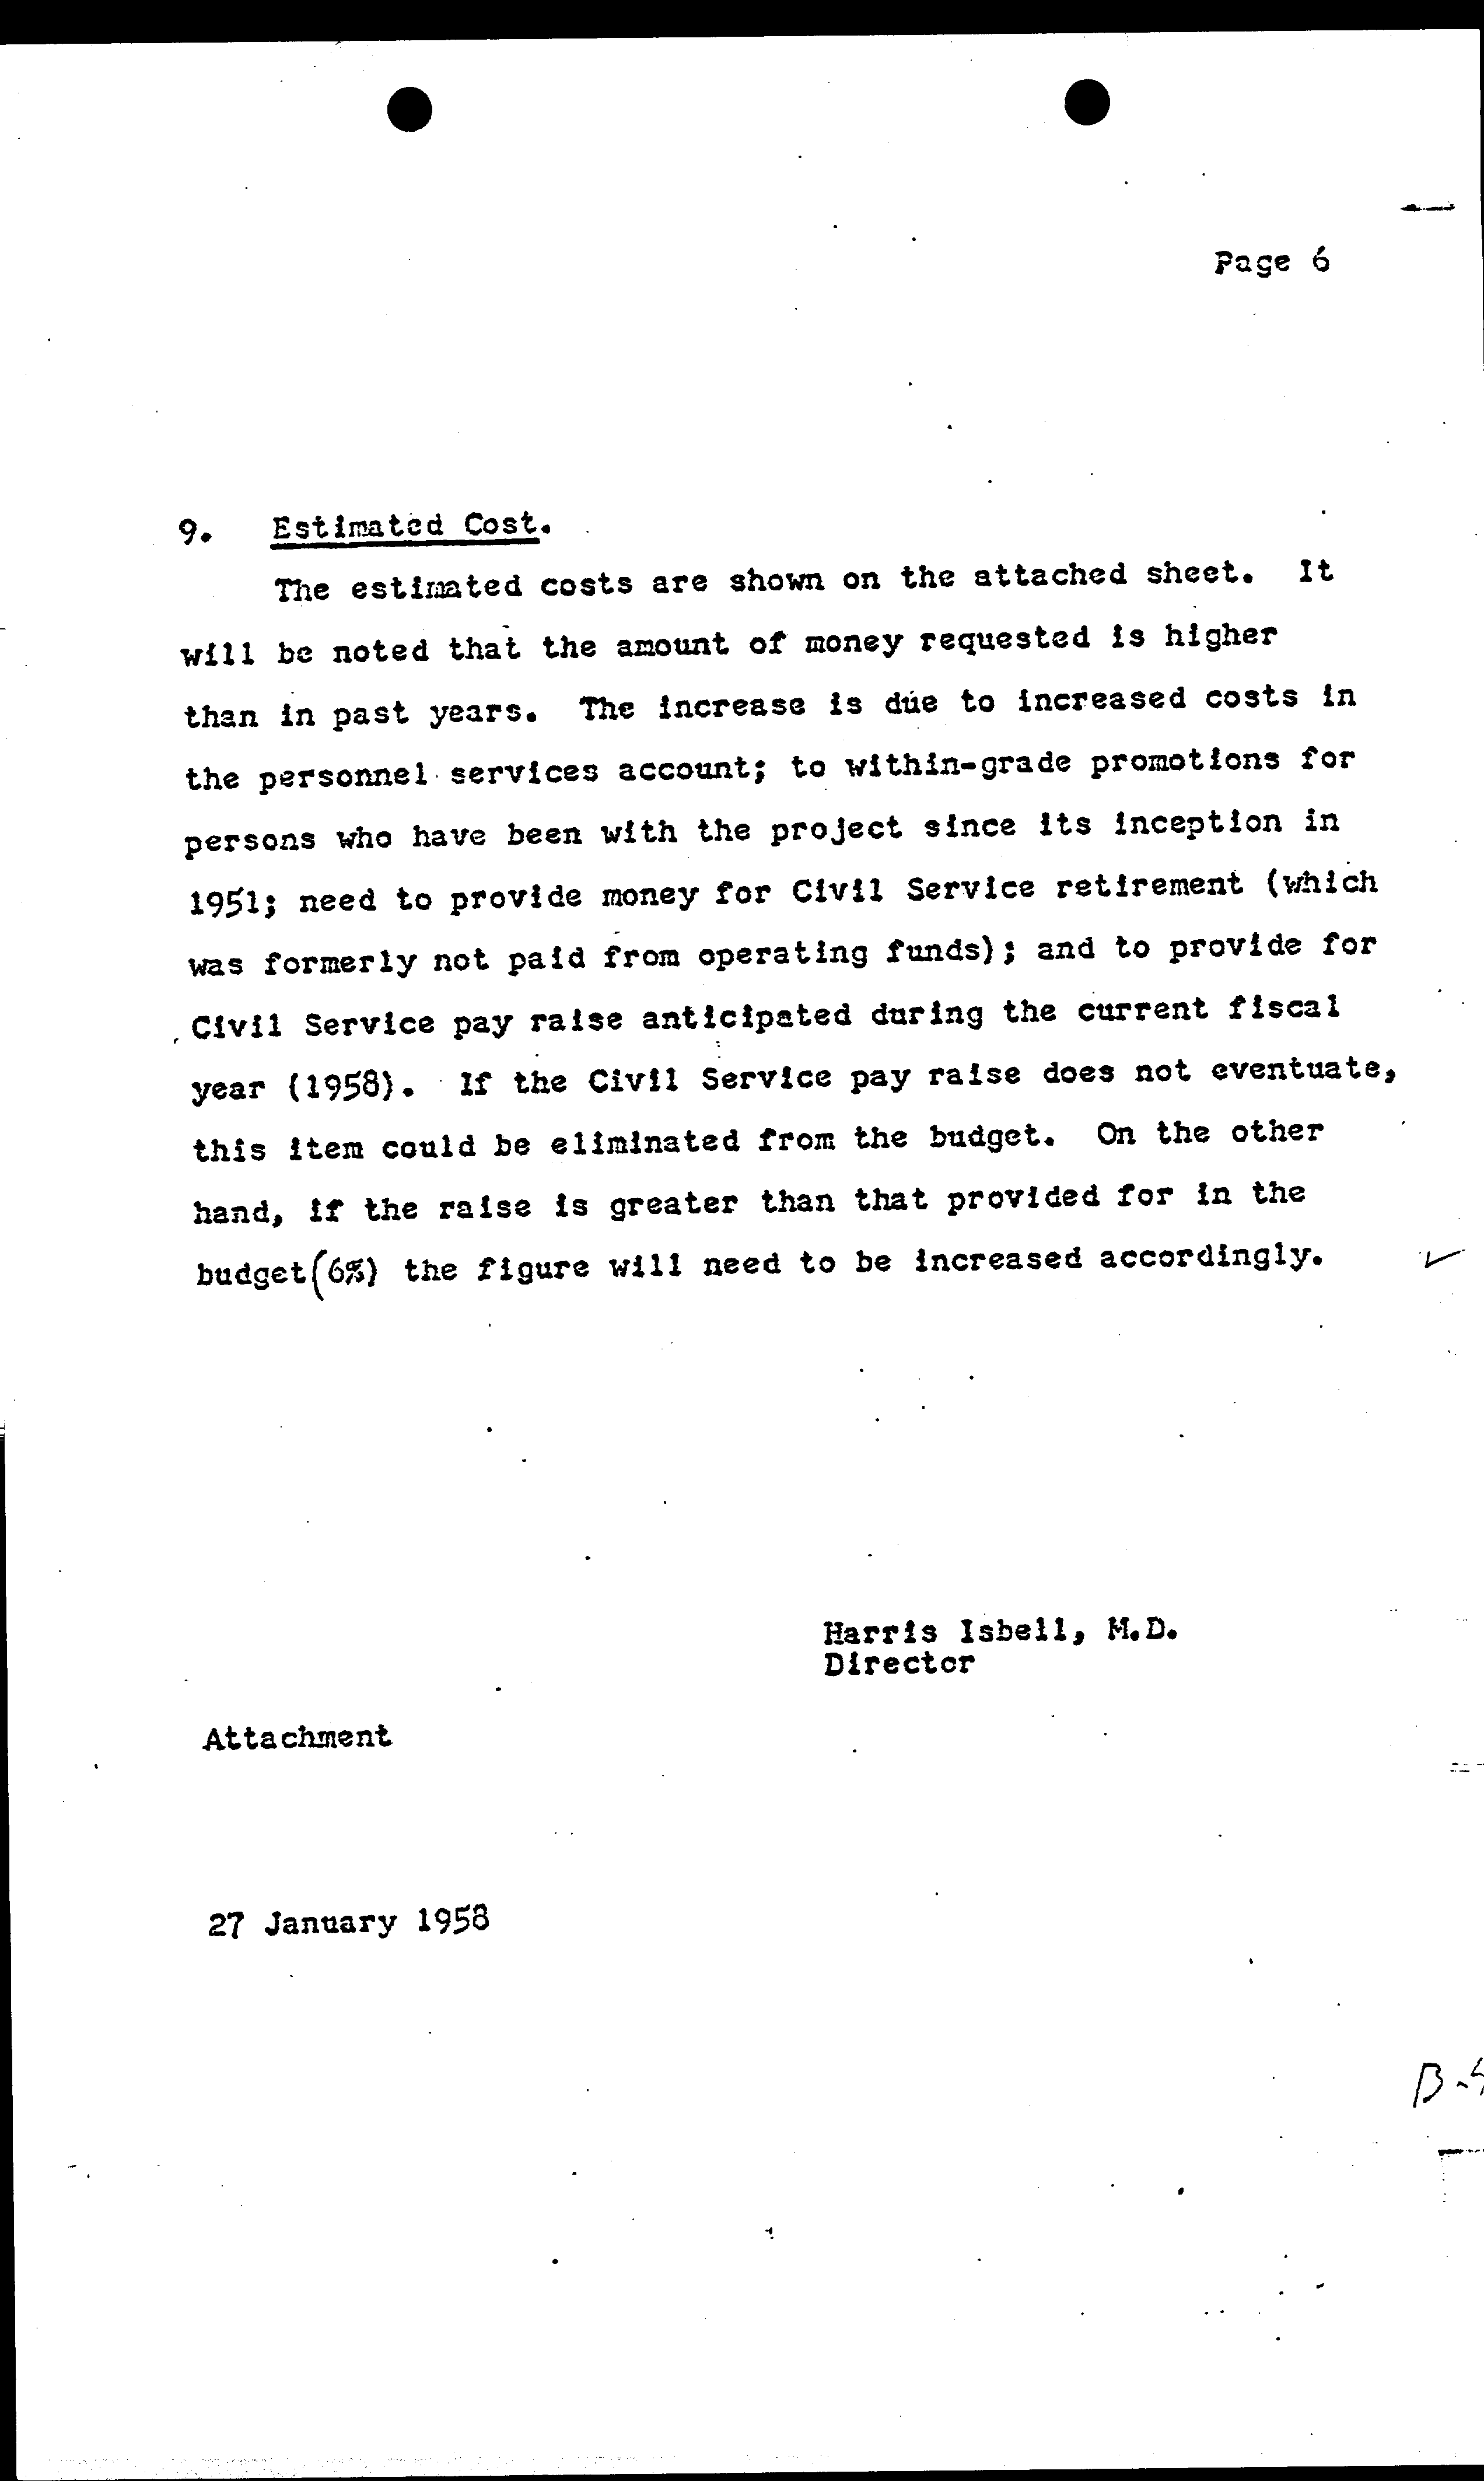 Page 6
9. Estimated Cost.
The estimated costs are shown on the attached sheet. It
will be noted that the amount of money requested is higher
than in past years. The increase is due to increased costs in
the personnel services account; to within-grade promotions for
persons who have been with the project since its inception in
1951; need to provide money for Civil Service retirement (which
was formerly not paid from operating funds); and to provide for
Civil Service pay raise anticipated during the current fiscal
year (1958). If the Civil Service pay raise does not eventuate,
this item could be eliminated from the budget. On the other
hand, if the raise is greater than that provided for in the
budget(6%) the figure will need to be increased accordingly.
Harris Isbell, M.D.
Director
Attachment
27 January 1958